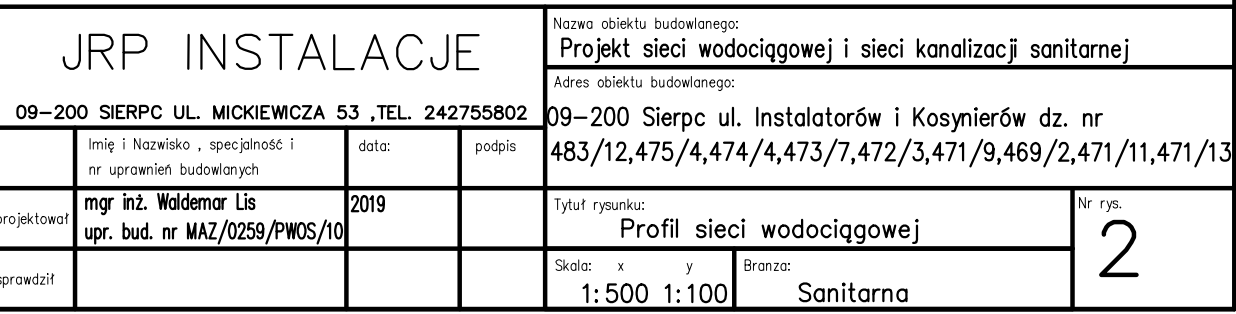 JRP INSTALACJE
09-200 SIERPC UL. MICKIEWICZA 53 ,TEL. 242755802
Nazwa obiektu budowlanego:
Projekt sieci wodociągowej i sieci kanalizacji sanitarnej
Adres obiektu budowlanego:
09-200 Sierpc ul. Instalatorów i Kosynierów dz. nr
483/12,475/4,474/4,473/7,472/3,471/9,469/2,471/11,471/13
Imię i Nazwisko , specjalność i
nr uprawnień budowlanych
data:
podpis
projektował
mgr inż. Waldemar Lis
upr. bud. nr MAZ/0259/PWOS/10
2019
sprawdził
Tytuł rysunku:
Profil sieci wodociągowej
Nr rys.
2
Skala: x y
1:500 1:100
Branza:
Sanitarna